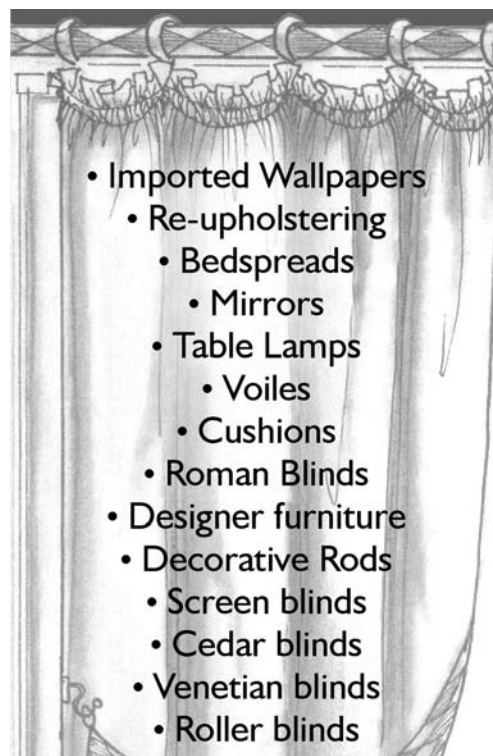 • Imported Wallpapers
• Re-upholstering
• Bedspreads
• Mirrors
• Table Lamps
• Voiles
• Cushions
• Roman Blinds
• Designer furniture
• Decorative Rods
• Screen blinds
• Cedar blinds
• Venetian blinds
• Roller blinds